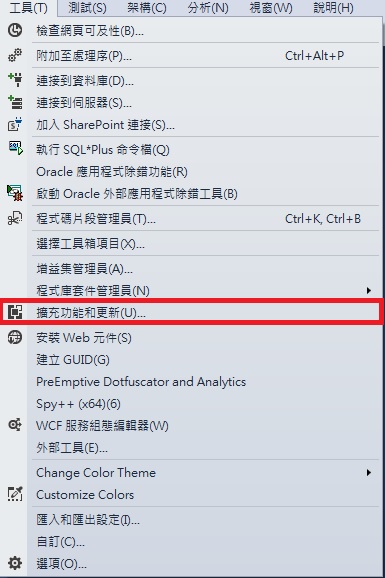 工具(T) 測試(S) 架構(C) 分析(N) 視窗(W) 說明(H)
檢查網頁可及性(B)...
附加至處理序(P)... Ctrl+Alt+P
連接到資料庫(D)...
連接到伺服器(S)...
加入 SharePoint 連接(S)...
執行 SQL*Plus 命令檔(Q)
Oracle 應用程式除錯功能(R)
啟動 Oracle 外部應用程式除錯工具(B)
程式碼片段管理員(T)... Ctrl+K, Ctrl+B
選擇工具箱項目(X)...
增益集管理員(A)...
程式庫套件管理員(N)
擴充功能和更新(U)...
安裝 Web 元件(S)
建立 GUID(G)
PreEmptive Dotfuscator and Analytics
Spy++ (x64)(6)
WCF 服務組態編輯器(W)
外部工具(E)...
Change Color Theme
Customize Colors
匯入和匯出設定(I)...
自訂(C)...
選項(O)...